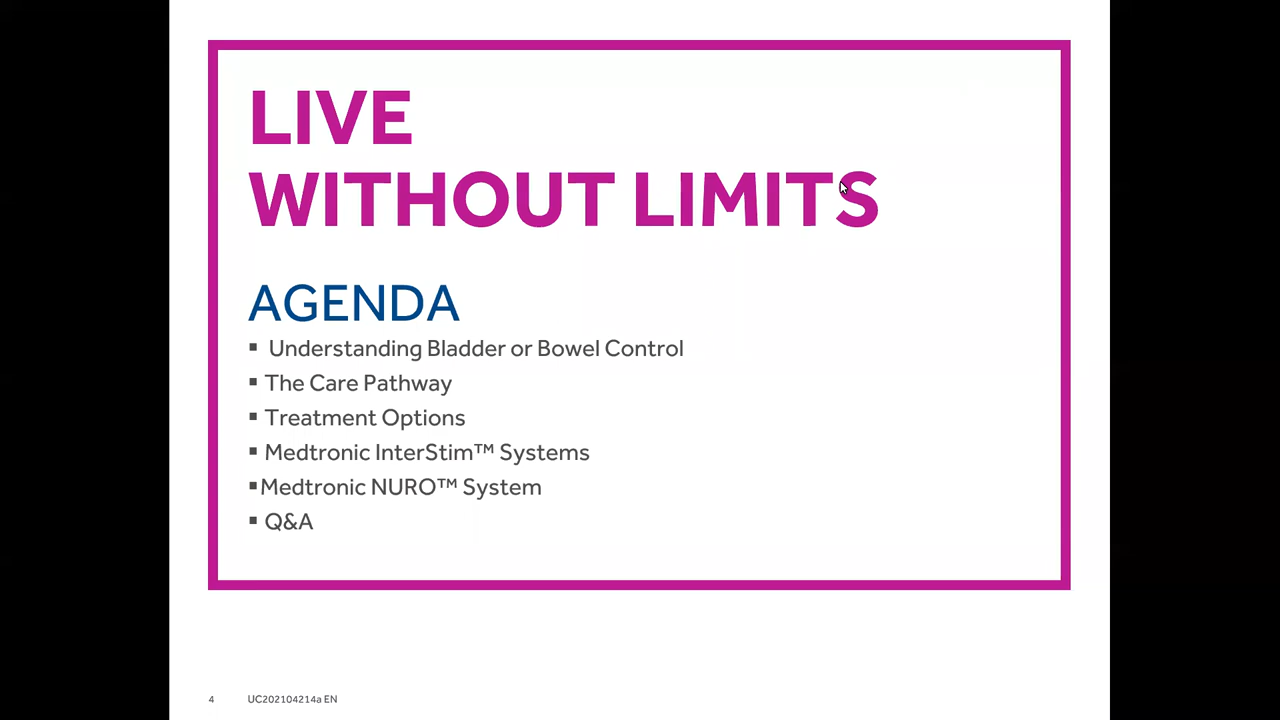 LIVE
WITHOUT LIMITS
AGENDA
▪ Understanding Bladder or Bowel Control
▪ The Care Pathway
▪ Treatment Options
▪ Medtronic InterStim™ Systems
▪Medtronic NURO™ System
▪ Q&A
4 UC202104214a EN